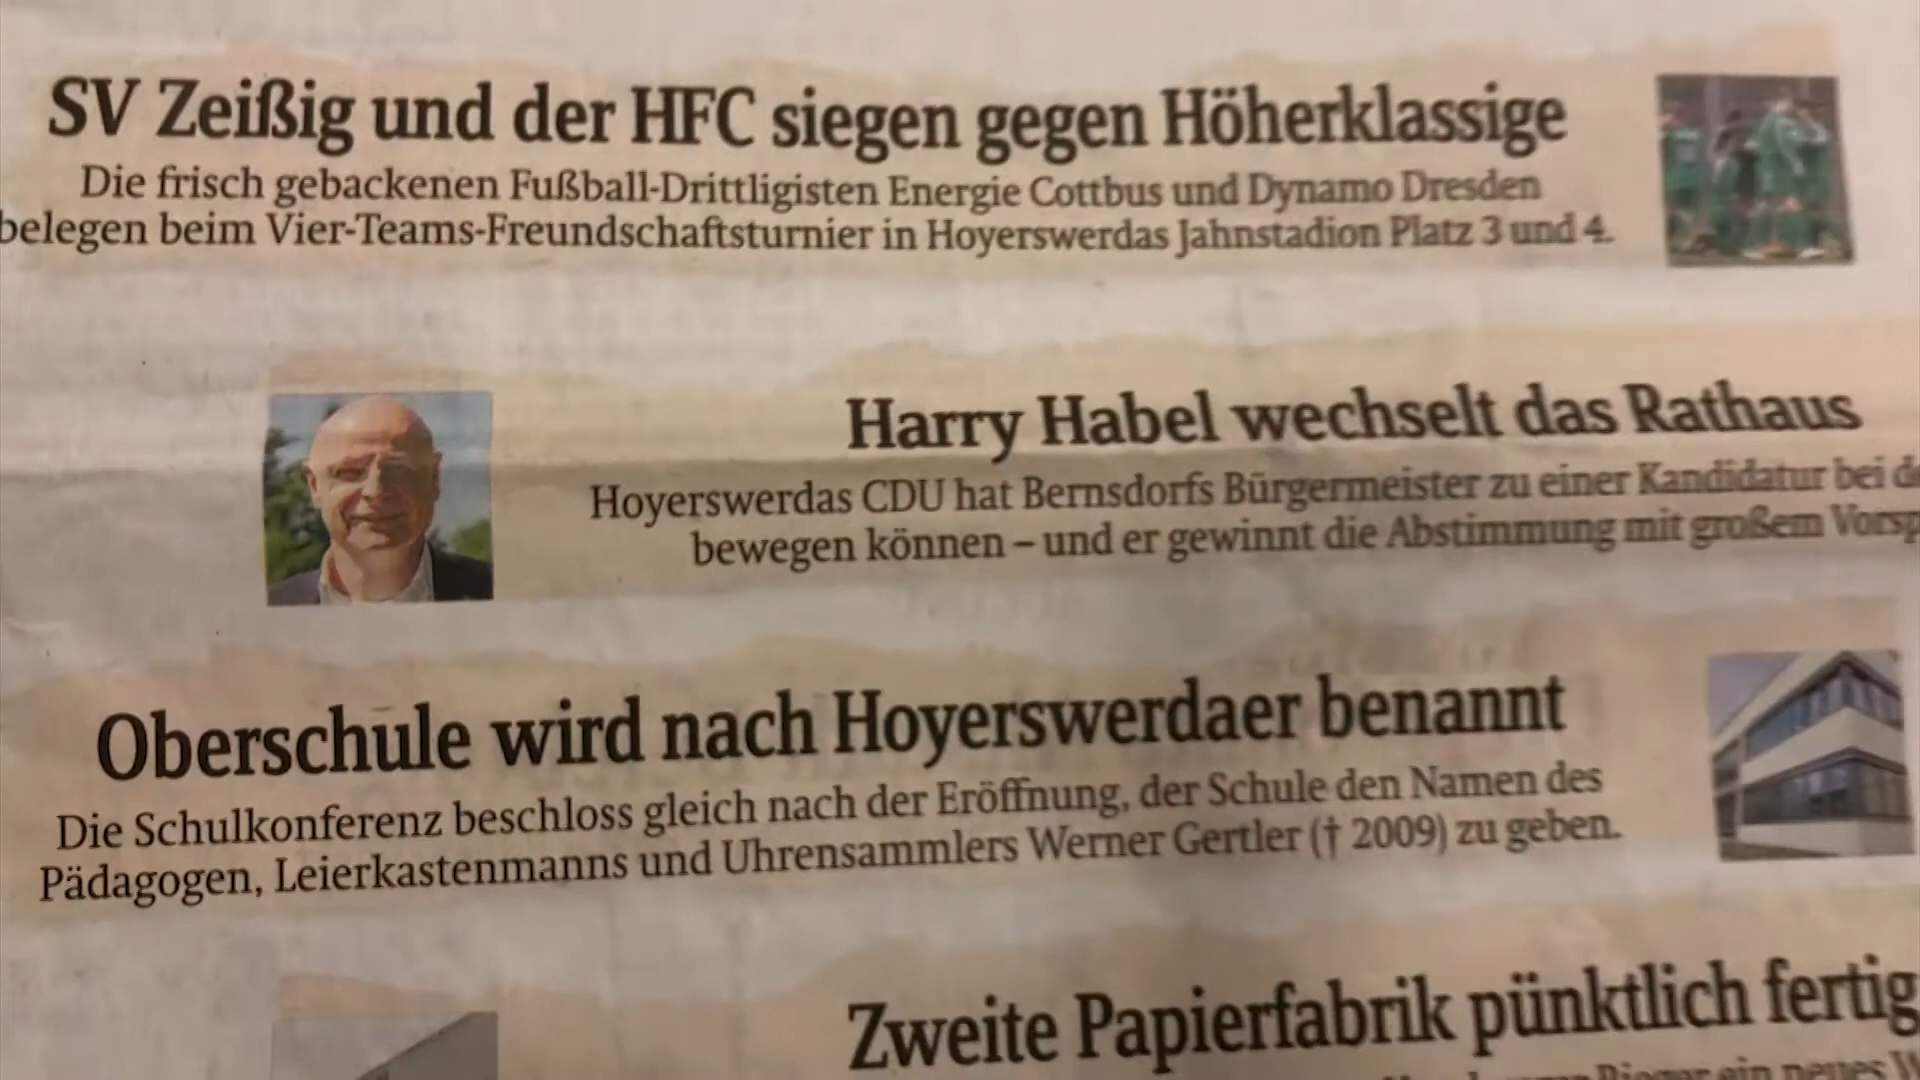 SV Zeißig und der HFC siegen gegen Höherklassige
Die frisch gebackenen Fußball-Drittligisten Energie Cottbus und Dynamo Dresden
belegen beim Vier-Teams-Freundschaftsturnier in Hoyerswerdas Jahnstadion Platz 3 und 4.
Harry Habel wechselt das Rathaus
Hoyerswerdas CDU hat Bernsdorfs Bürgermeister zu einer Kandidatur bei
bewegen können – und er gewinnt die Abstimmung mit großem
Oberschule wird nach Hoyerswerdaer benannt
Die Schulkonferenz beschloss gleich nach der Eröffnung, der Schule den Namen des
Pädagogen, Leierkastenmanns und Uhrensammlers Werner Gertler († 2009) zu geben.
Zweite Papierfabrik pünktlich fertig
ein neues